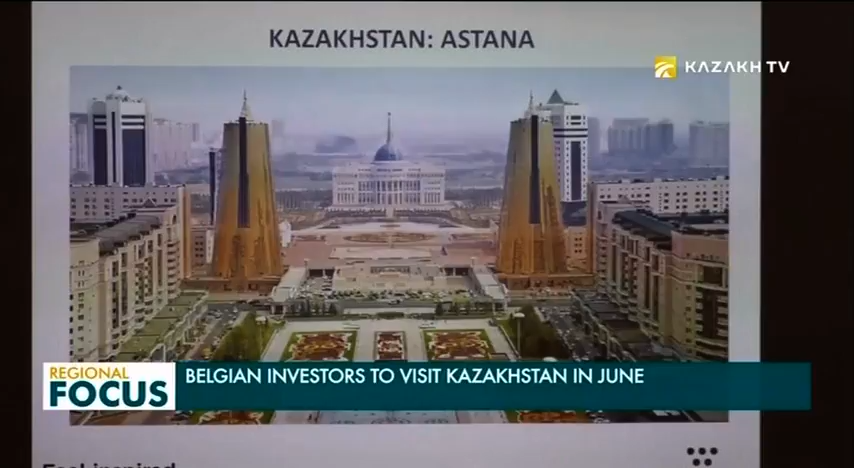 KAZAKHSTAN: ASTANA
KAZAKH TV
REGIONAL
FOCUS
BELGIAN INVESTORS TO VISIT KAZAKHSTAN IN JUNE